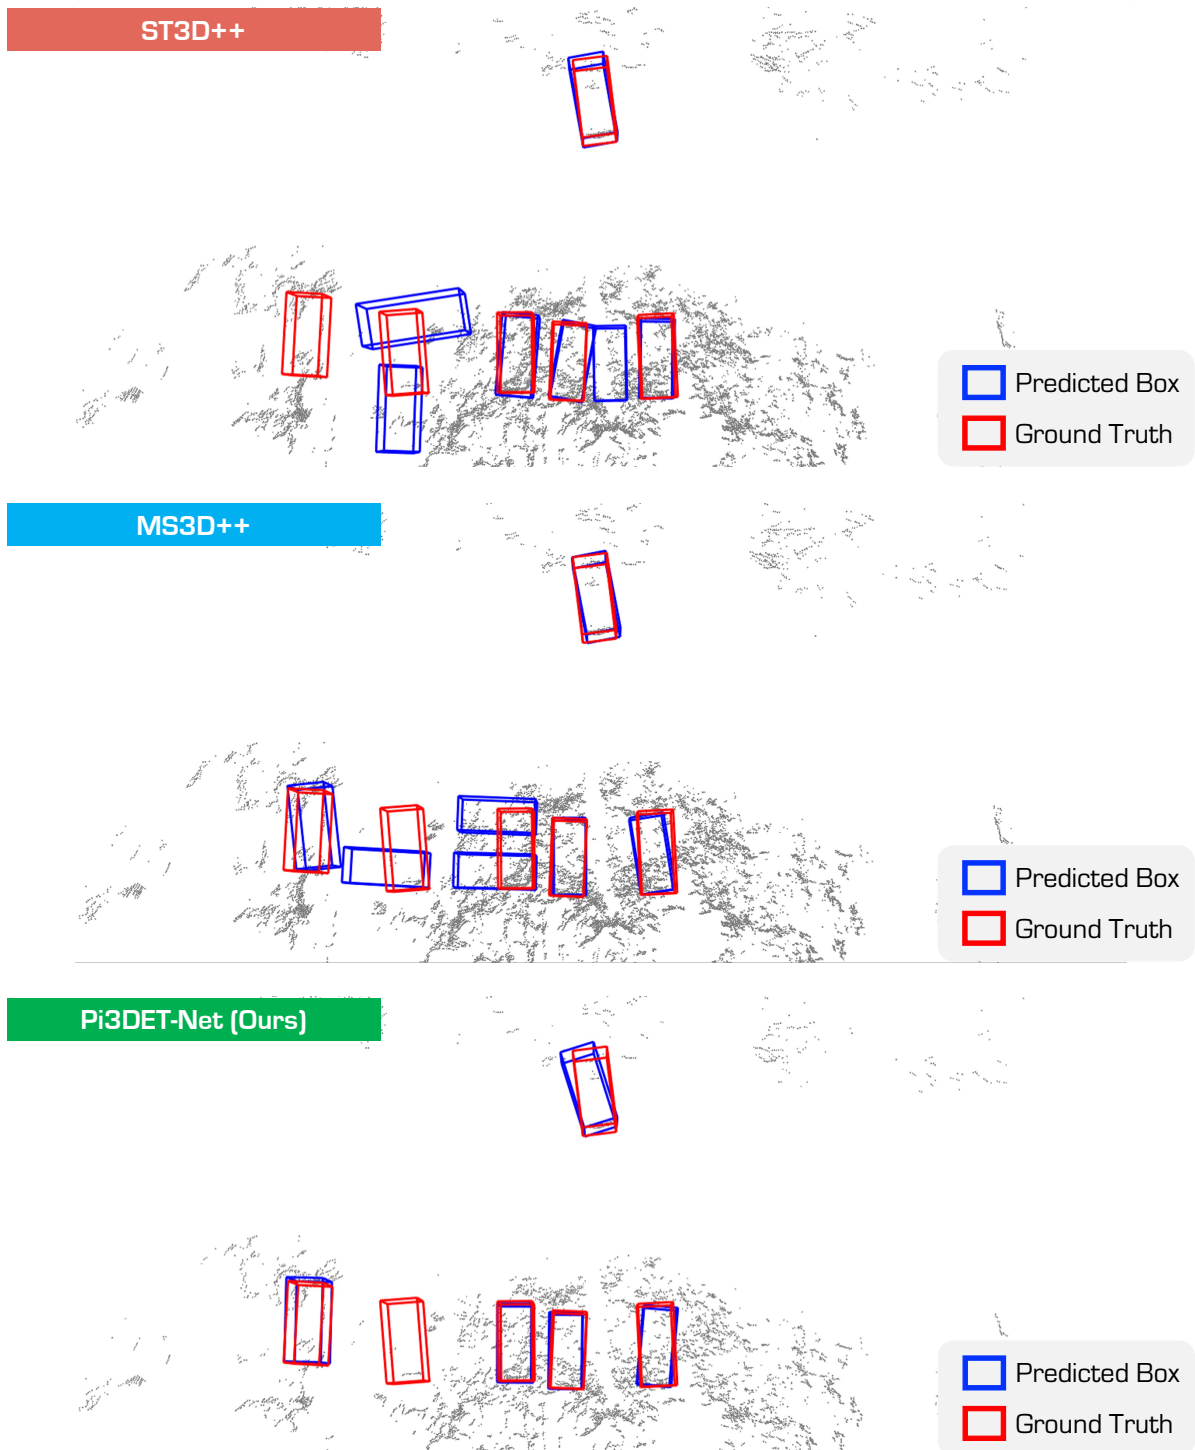 ST3D++
Predicted Box
Ground Truth
MS3D++
Predicted Box
Ground Truth
Pi3DET-Net (Ours)
Predicted Box
Ground Truth